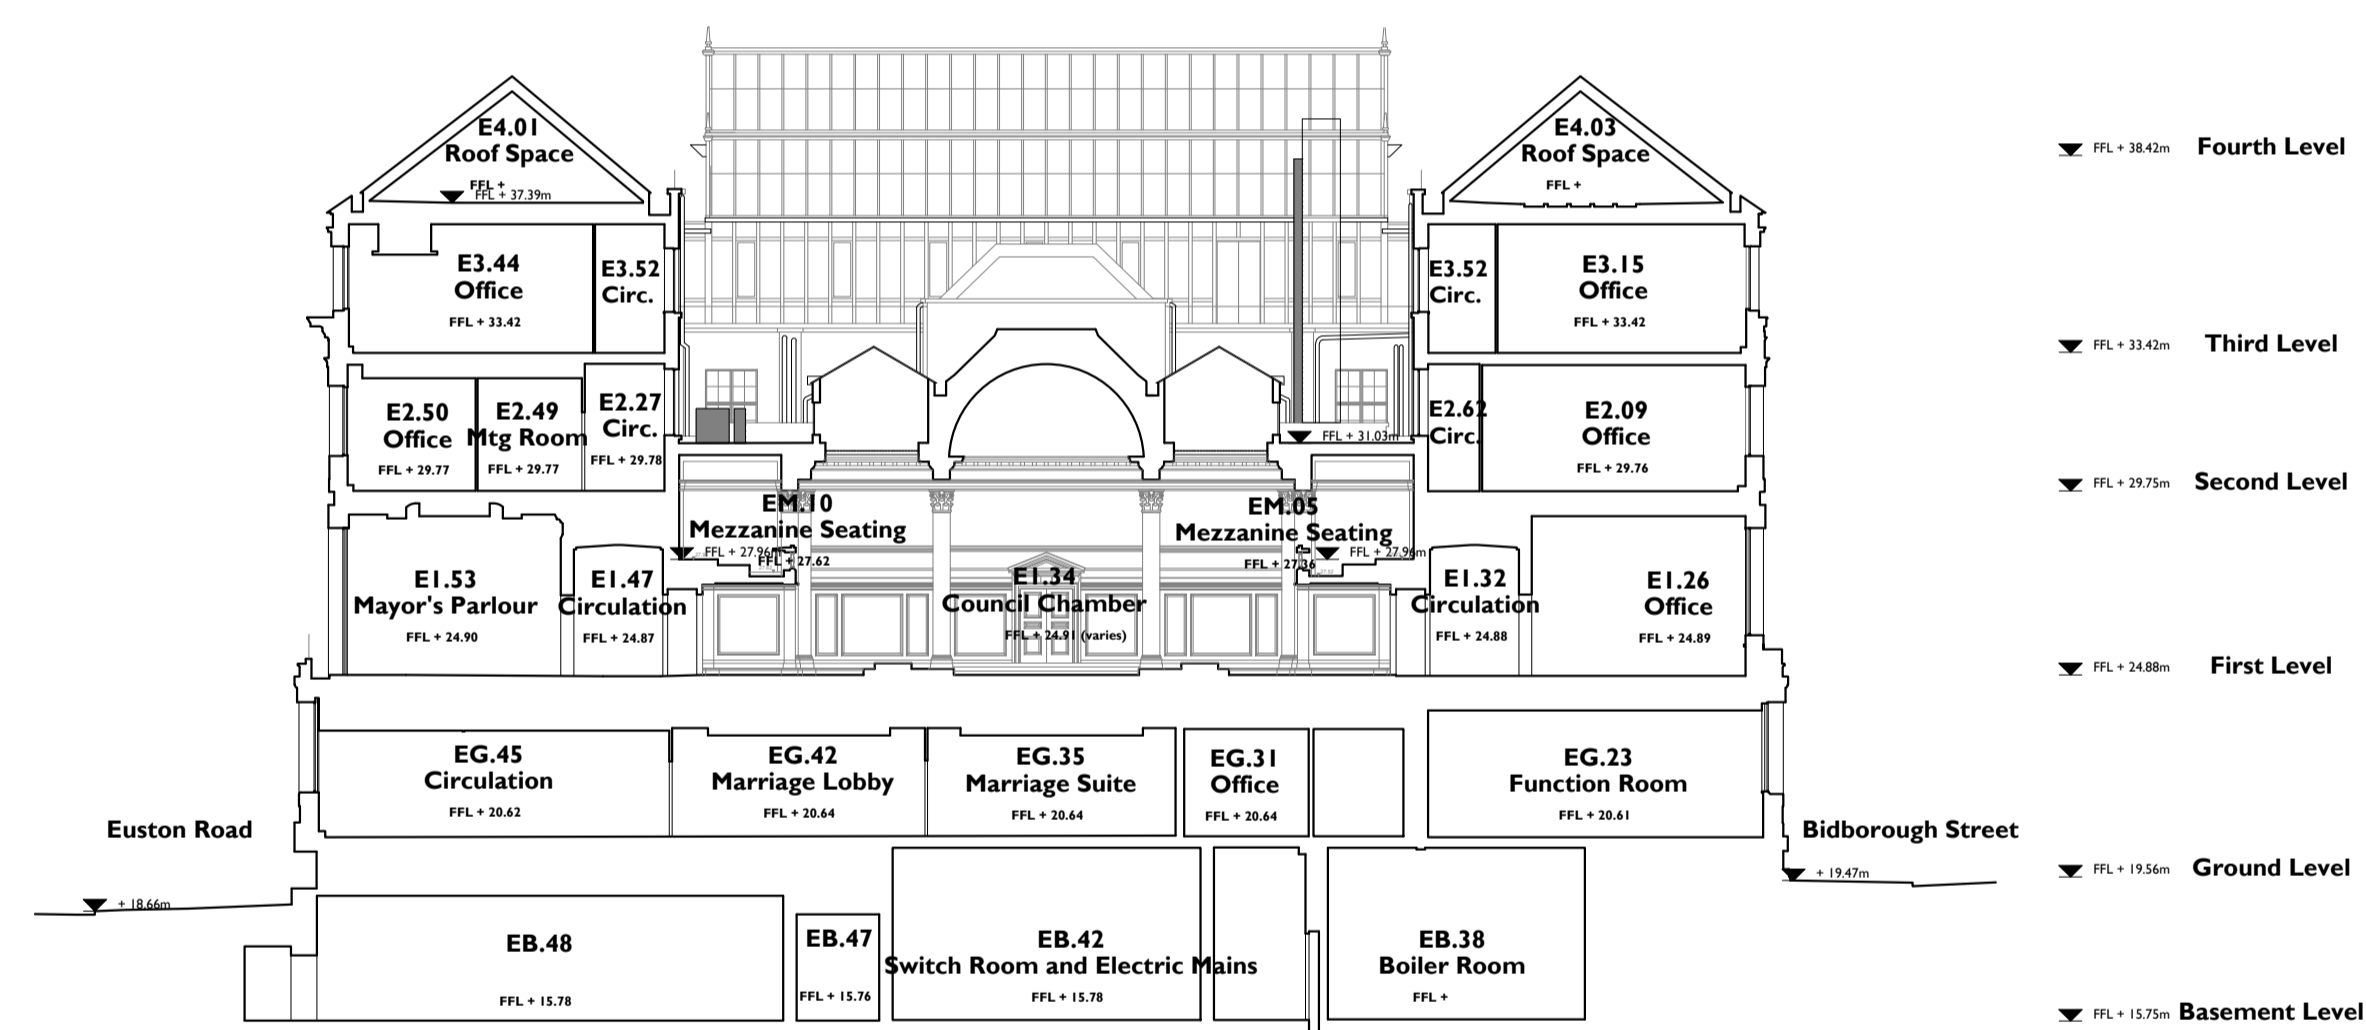 E4.01
Roof Space
FFL +
FFL + 37.39m
E4.03
Roof Space
FFL +
FFL + 38.42m Fourth Level
E3.44
Office
FFL + 33.42
E3.52
Circ.
E3.52
Circ.
E3.15
Office
FFL + 33.42
FFL + 33.42m Third Level
E2.50
Office
FFL + 29.77
E2.49
Mtg Room
FFL + 29.77
E2.27
Circ.
FFL + 29.78
FFL + 31.03m
E2.62
Circ.
E2.09
Office
FFL + 29.76
FFL + 29.75m Second Level
EM.10
Mezzanine Seating
FFL + 27.96m
FFL + 27.62
EM.05
Mezzanine Seating
FFL + 27.96m
FFL + 27.36
E1.53
Mayor's Parlour
FFL + 24.90
E1.47
Circulation
FFL + 24.87
E1.34
Council Chamber
FFL + 24.91 (varies)
E1.32
Circulation
FFL + 24.88
E1.26
Office
FFL + 24.89
FFL + 24.88m First Level
EG.45
Circulation
FFL + 20.62
EG.42
Marriage Lobby
FFL + 20.64
EG.35
Marriage Suite
FFL + 20.64
EG.31
Office
FFL + 20.64
EG.23
Function Room
FFL + 20.61
Euston Road
+ 18.66m
Bidborough Street
+ 19.47m
FFL + 19.56m Ground Level
EB.48
FFL + 15.78
EB.47
FFL + 15.76
EB.42
Switch Room and Electric Mains
FFL + 15.78
EB.38
Boiler Room
FFL +
FFL + 15.75m Basement Level